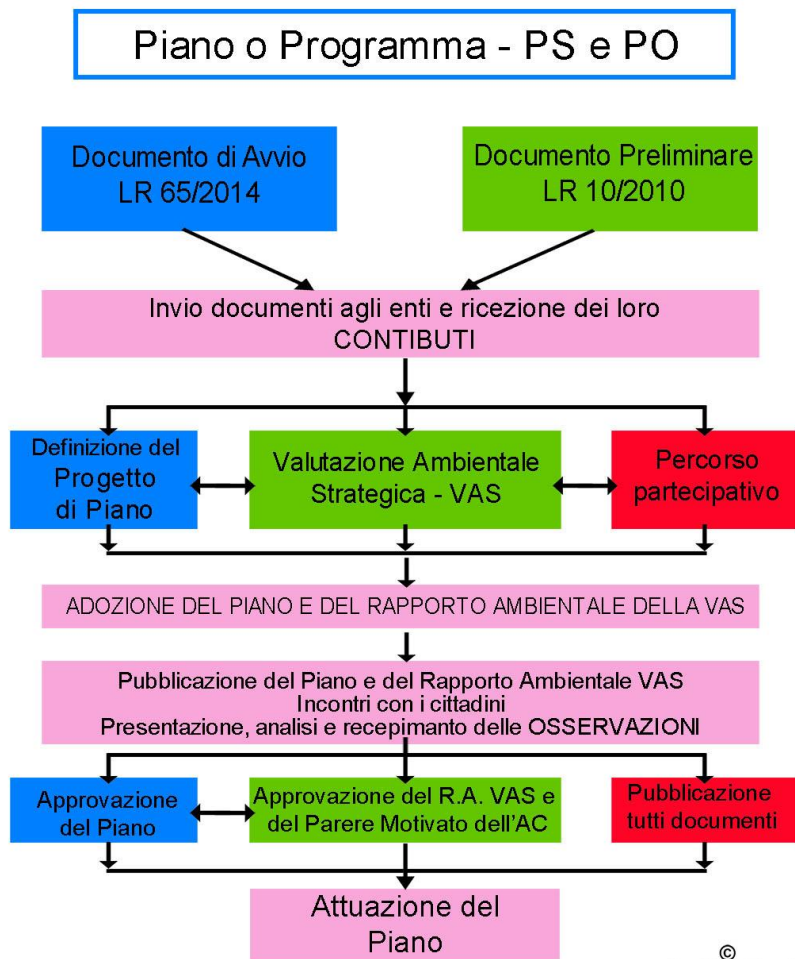 Piano o Programma - PS e PO
Documento di Avvio
LR 65/2014
Documento Preliminare
LR 10/2010
Invio documenti agli enti e ricezione dei loro
CONTIBUTI
Definizione del
Progetto
di Piano
Valutazione Ambientale
Strategica - VAS
Percorso
partecipativo
ADOZIONE DEL PIANO E DEL RAPPORTO AMBIENTALE DELLA VAS
Pubblicazione del Piano e del Rapporto Ambientale VAS
Incontri con i cittadini
Presentazione, analisi e recepimanto delle OSSERVAZIONI
Approvazione
del Piano
Approvazione del R.A. VAS e
del Parere Motivato dell'AC
Pubblicazione
tutti documenti
Attuazione del
Piano
©